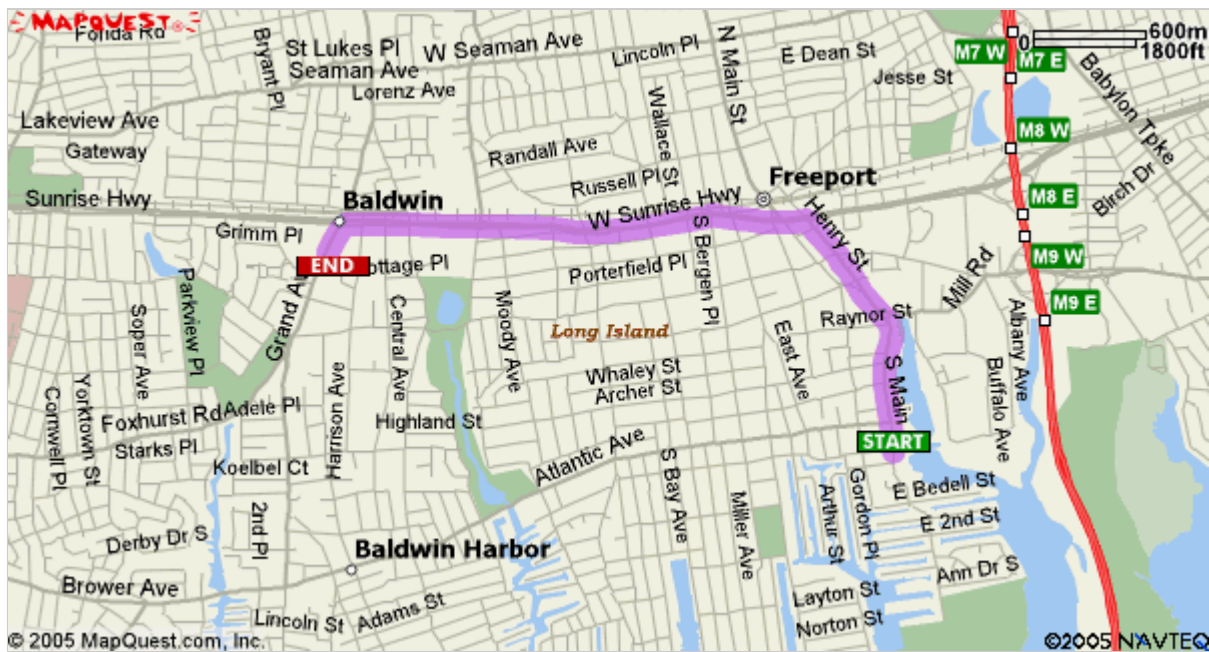 MAPQUEST
Fonda Rd
Bryant Pl
St Lukes Pl
Seaman Ave
W Seaman Ave
Lorenz Ave
Lincoln Pl
N Main St
E Dean St
Jesse St
M7 W
M7 E
0
600m
1800ft
Babylon Tpke
Lakeview Ave
Gateway
Randall Ave
Wallace St
M8 W
Russell Pl
Freeport
Birch Dr
Sunrise Hwy
Baldwin
W Sunrise Hwy
Henry St
M8 E
Grimm Pl
S Bergen Pl
M9 W
END
ottage Pl
Porterfield Pl
Mill Rd
M9 E
Parkview Pl
Grand Av
Soper Ave
Central Ave
Moody Ave
Long Island
Raynor St
Albany Ave
East Ave
S Main
Whaley St
Archer St
Buffalo Ave
Yorktown St
Cornwell Pl
Foxhurst Rd
Adele Pl
Harrison Ave
Highland St
START
Starks Pl
Koelbel Ct
Atlantic Ave
S Bay Ave
Miller Ave
Arthur St
Gordon Pl
E Bedell St
E 2nd St
2nd Pl
Derby Dr S
Baldwin Harbor
Ann Dr S
Brower Ave
Layton St
Lincoln St
Adams St
Norton St
© 2005 MapQuest.com, Inc.
©2005 NAVTEQ